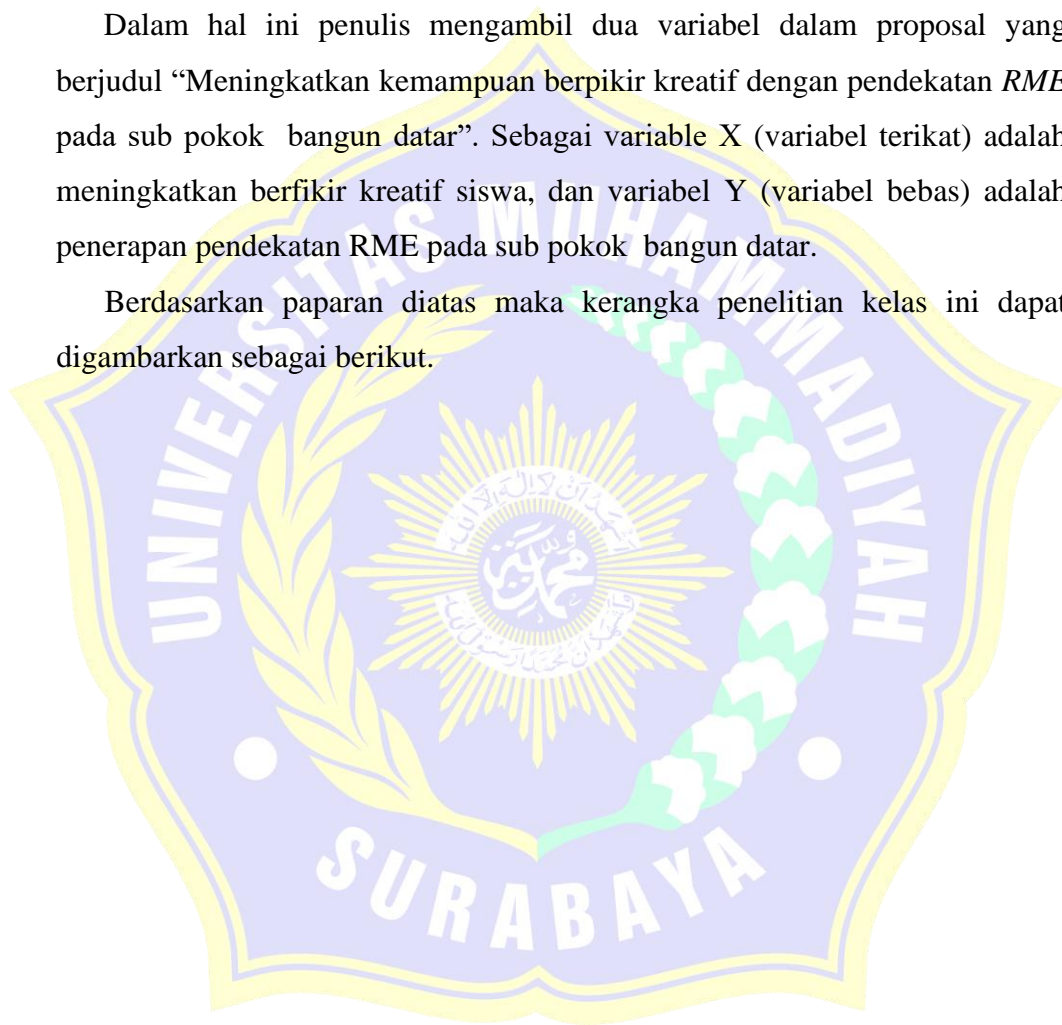 Dalam hal ini penulis mengambil dua variabel dalam proposal yang
berjudul “Meningkatkan kemampuan berpikir kreatif dengan pendekatan RME
pada sub pokok bangun datar”. Sebagai variable X (variabel terikat) adalah
meningkatkan berfikir kreatif siswa, dan variabel Y (variabel bebas) adalah
penerapan pendekatan RME pada sub pokok bangun datar.
Berdasarkan paparan diatas maka kerangka penelitian kelas ini dapat
digambarkan sebagai berikut.
UNIVERSITAS MUHAMMADIYAH
SURABAYA
محمد